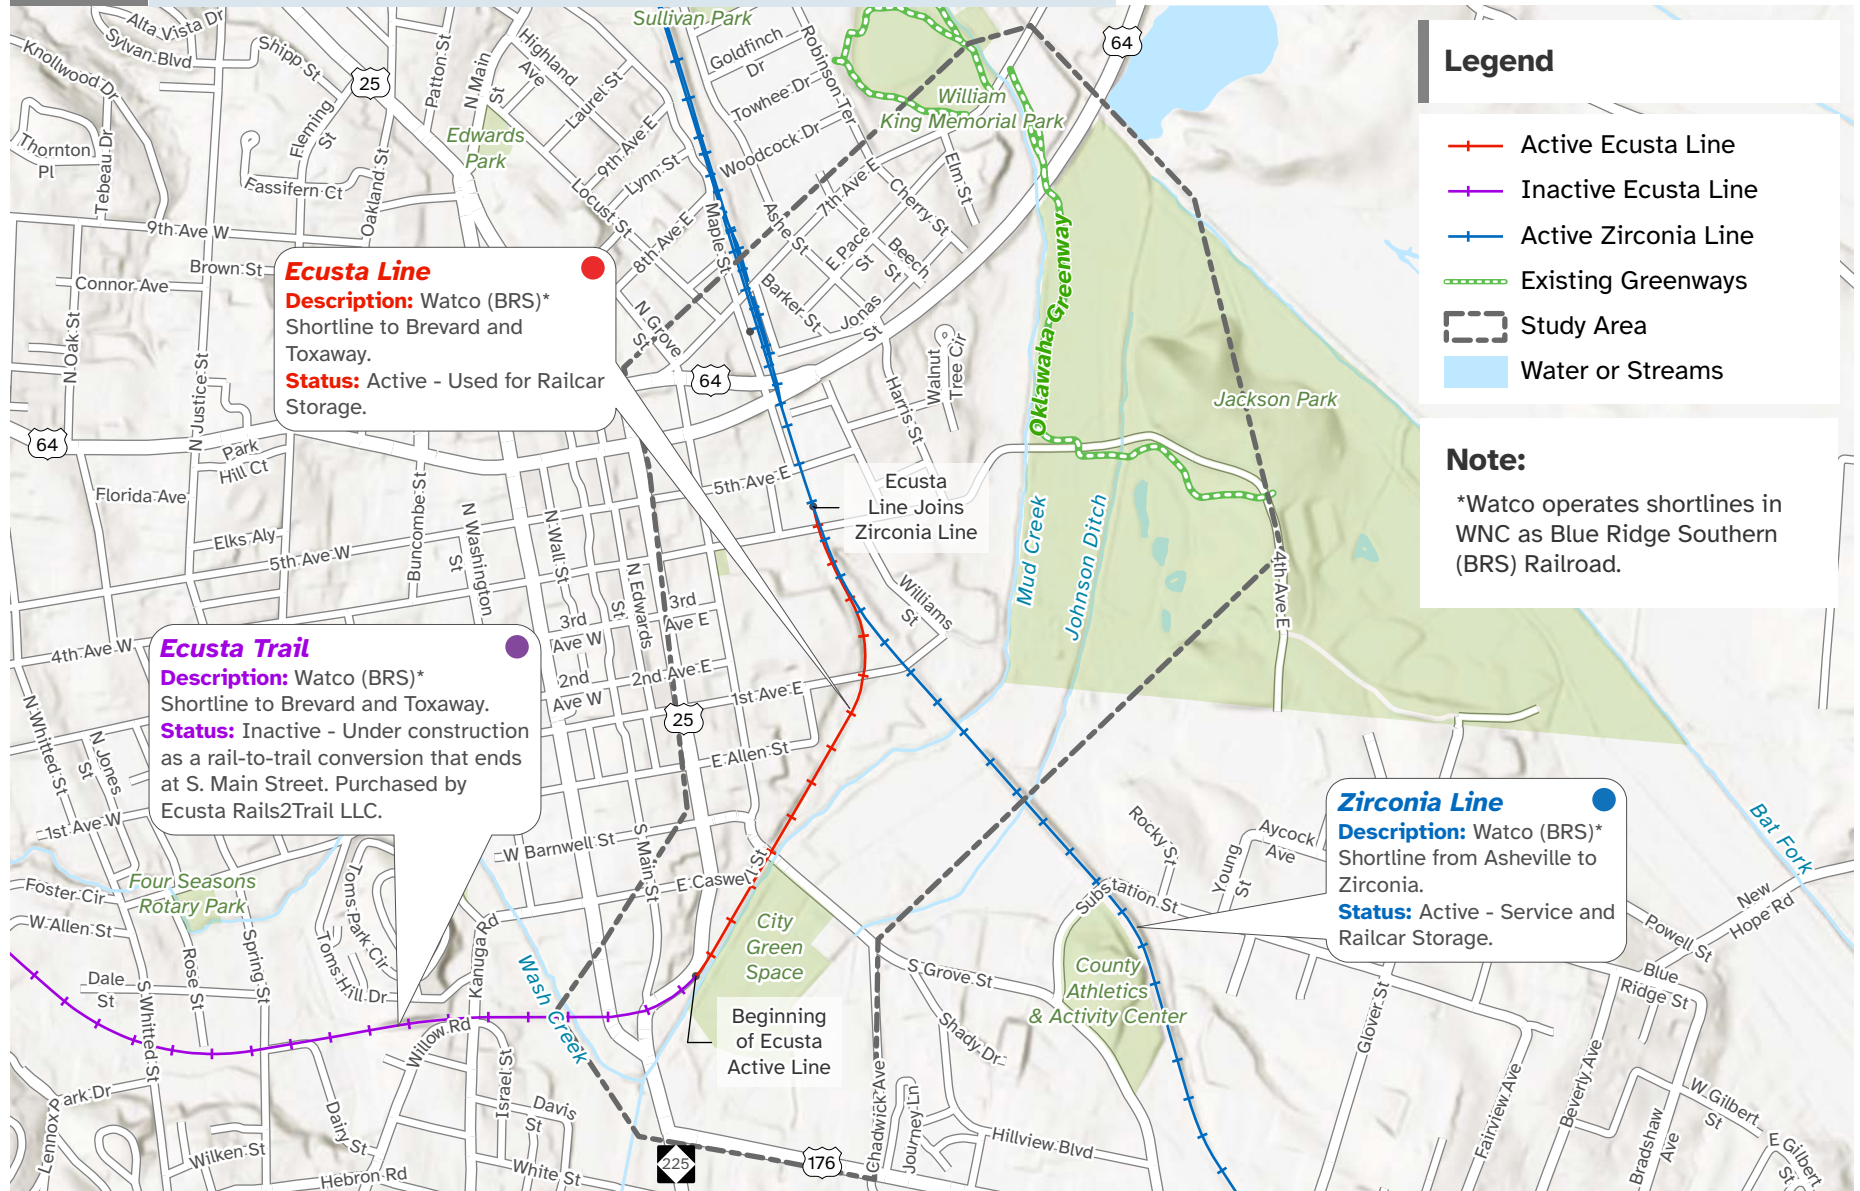 Legend
Active Ecusta Line
Inactive Ecusta Line
Active Zirconia Line
Existing Greenways
Study Area
Water or Streams
Note:
*Watco operates shortlines in
WNC as Blue Ridge Southern
(BRS) Railroad.
Ecusta Line
Description: Watco (BRS)*
Shortline to Brevard and
Toxaway.
Status: Active - Used for Railcar
Storage.
Ecusta Trail
Description: Watco (BRS)*
Shortline to Brevard and Toxaway.
Status: Inactive - Under construction
as a rail-to-trail conversion that ends
at S. Main Street. Purchased by
Ecusta Rails2Trail LLC.
Zirconia Line
Description: Watco (BRS)*
Shortline from Asheville to
Zirconia.
Status: Active - Service and
Railcar Storage.
Ecusta
Line Joins
Zirconia Line
Beginning
of Ecusta
Active Line
Alta Vista Dr
Sylvan Blvd
Knollwood Dr
Shipp St
25
Patton St
N Main
St
Highland
Ave
Laurel St
Sullivan Park
Goldfinch
Dr
Robinson Ter
Towhee Dr
Woodcock Dr
William
King Memorial Park
64
Thornton
Pl
Tebeau Dr
Fleming
St
Fassifern Ct
Oakland St
Edwards
Park
9th Ave E
Lynn St
Locust St
8th Ave E
Maple St
Ashe St
7th Ave E
Cherry St
Elm St
E Pace
St
Beech
St
Barker St
Jonas
St
9th Ave W
Brown St
Connor Ave
N Oak St
N Justice St
N Grove
St
64
64
Walnut
Tree Cir
Harris St
Oklawaha Greenway
Jackson Park
Park
Hill Ct
Florida Ave
Buncombe St
Elks Aly
5th Ave W
5th Ave E
N Washington
St
N Wall St
N Edwards
St
3rd
Ave W
3rd
Ave E
2nd
Ave W
2nd Ave E
1st Ave E
Williams
St
Mud Creek
Johnson Ditch
4th Ave E
4th Ave W
N Whitted St
N Jones
St
25
E Allen St
1st Ave W
W Barnwell St
S Main St
E Caswell St
Foster Cir
Four Seasons
Rotary Park
W Allen St
Toms Park Cir
Toms Hill Dr
Kanuga Rd
Wash Creek
City
Green
Space
Dale
St
Rose St
Spring St
S Whitted St
Willow Rd
Israel St
Davis
St
Park Dr
Lennox
Wilken St
Dairy St
Hebron Rd
White St
225
176
Chadwick Ave
Journey Ln
Shady Dr
S Grove St
Hillview Blvd
County
Athletics
& Activity Center
Substation St
Rocky St
Young
St
Aycock
Ave
Bat Fork
New
Hope Rd
Powell St
Blue
Ridge St
Glover St
Fairview Ave
Beverly Ave
Bradshaw
Ave
W Gilbert
St
E Gilbert
St